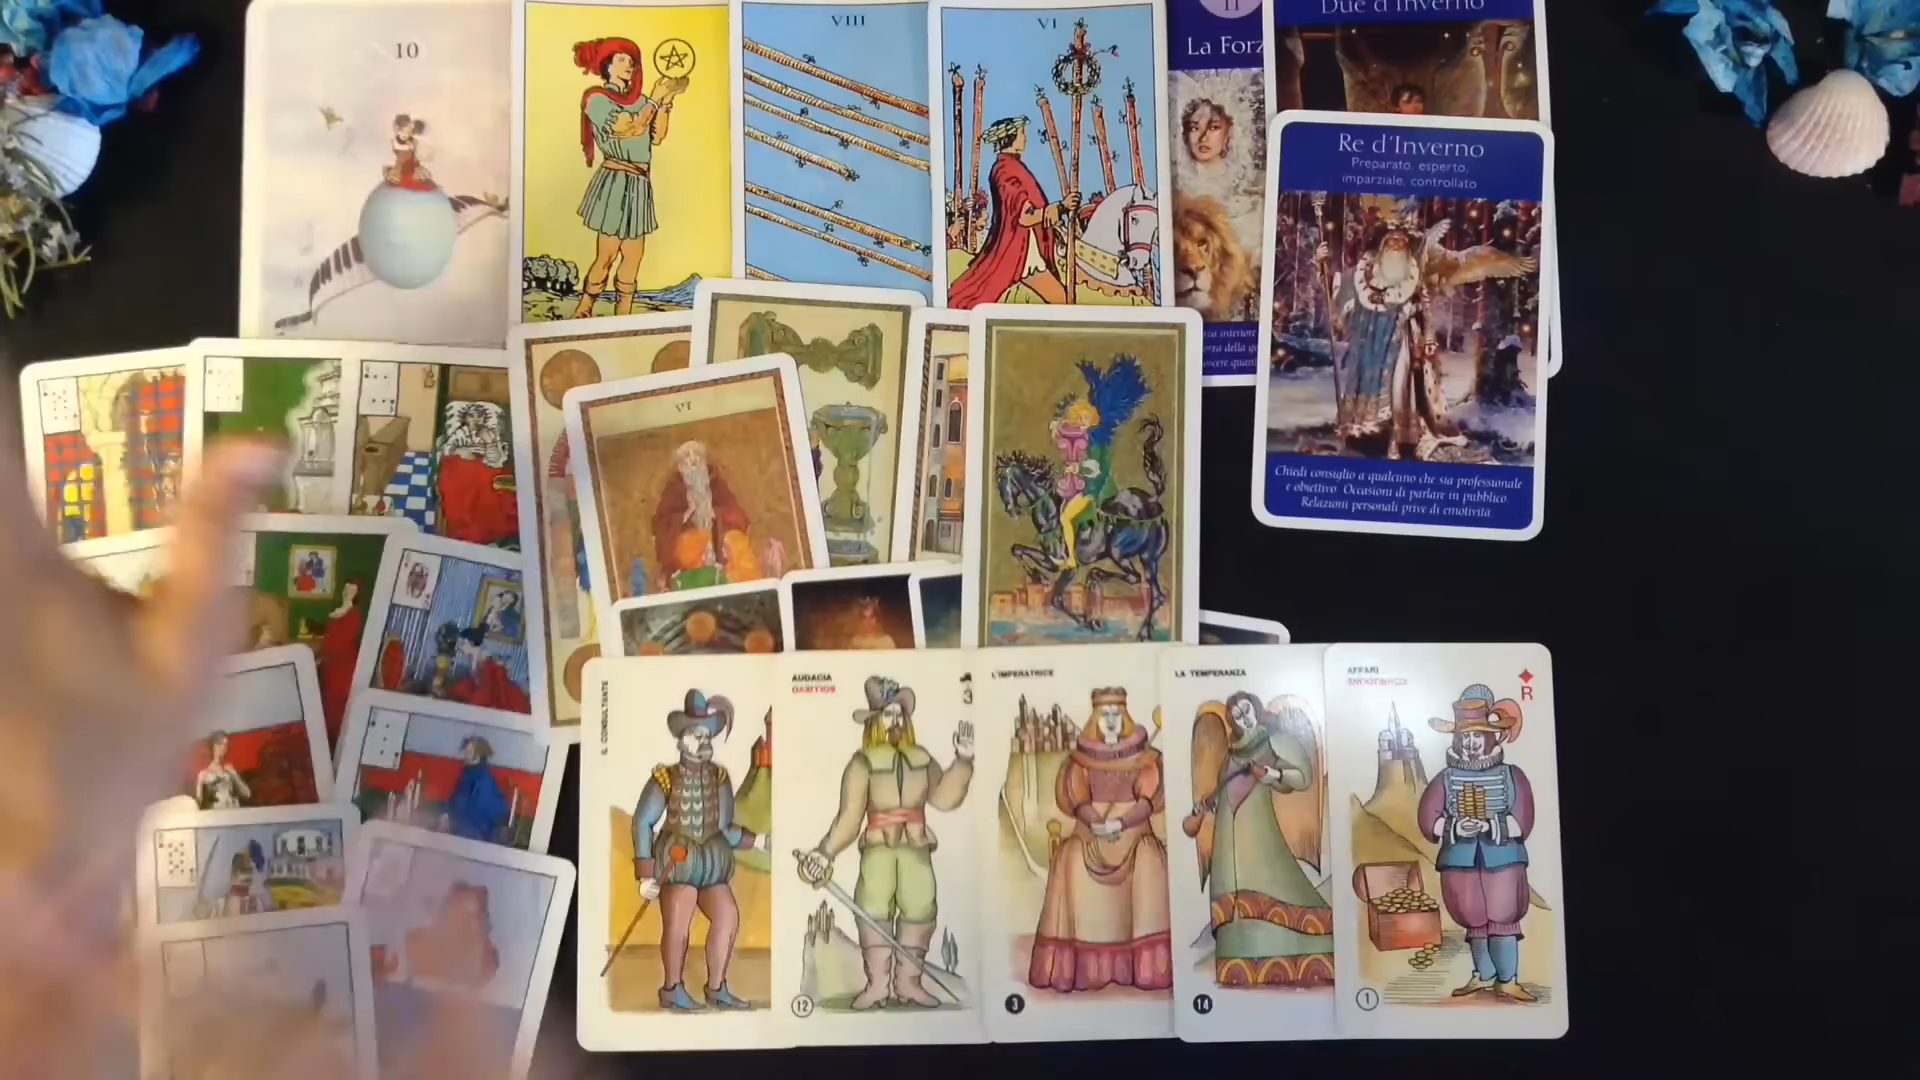 10
VIII
VI
II
La Forz
Due d'Inverno
Re d'Inverno
Preparato, esperto,
imparziale, controllato
Chiedi consiglio a qualcuno che sia professionale
e obiettivo. Occasioni di parlare in pubblico.
Relazioni personali prive di emotività.
VI
IL CONSULTANTE
AUDACIA
3
12
L'IMPERATRICE
3
LA TEMPERANZA
14
AFFARI
R
1